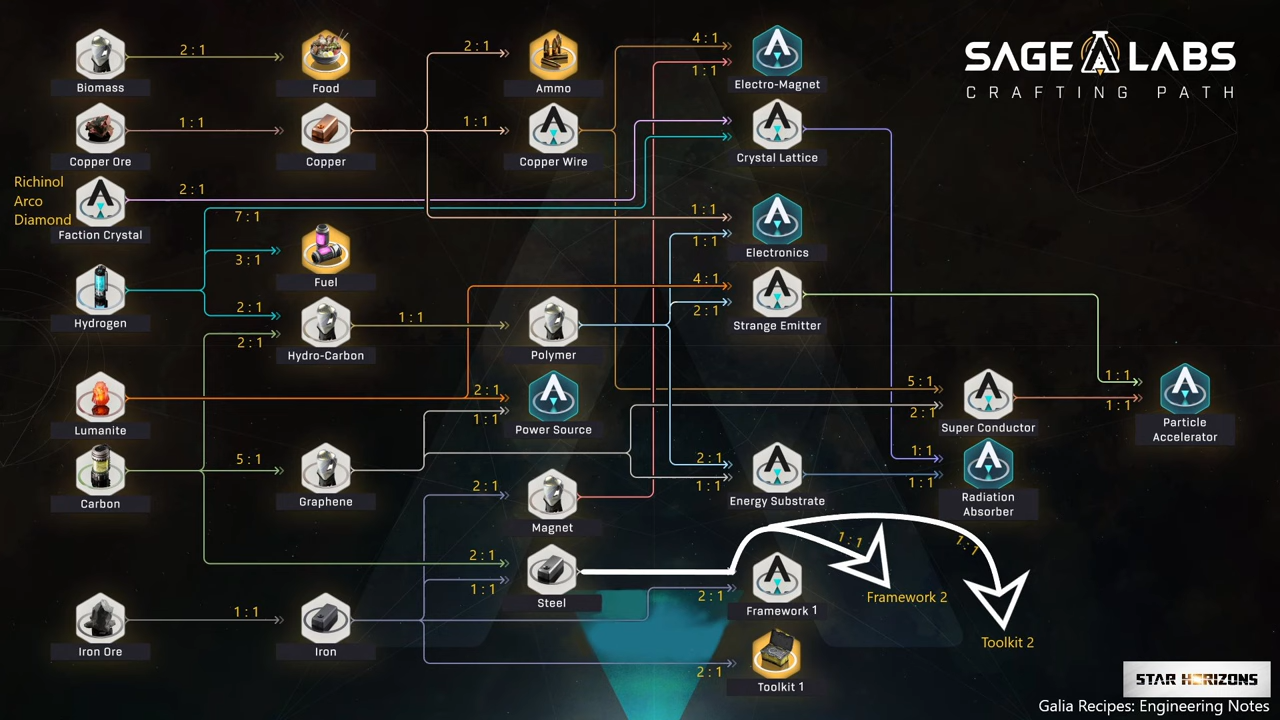 SAGE LABS
CRAFTING PATH
Biomass
2:1
Food
2:1
Ammo
4:1
1:1
Electro-Magnet
Copper Ore
1:1
Copper
1:1
Copper Wire
Crystal Lattice
Richinol
Arco
Diamond
Faction Crystal
2:1
7:1
3:1
Fuel
1:1
1:1
Electronics
Hydrogen
2:1
2:1
Hydro-Carbon
1:1
Polymer
4:1
2:1
Strange Emitter
Lumanite
2:1
1:1
Power Source
5:1
2:1
Super Conductor
1:1
1:1
Particle
Accelerator
Carbon
5:1
Graphene
2:1
Magnet
2:1
1:1
Energy Substrate
1:1
1:1
Radiation
Absorber
2:1
1:1
Steel
2:1
Framework 1
1:1
Framework 2
1:1
Toolkit 2
Iron Ore
1:1
Iron
2:1
Toolkit 1
STAR HORIZONS
Galia Recipes: Engineering Notes